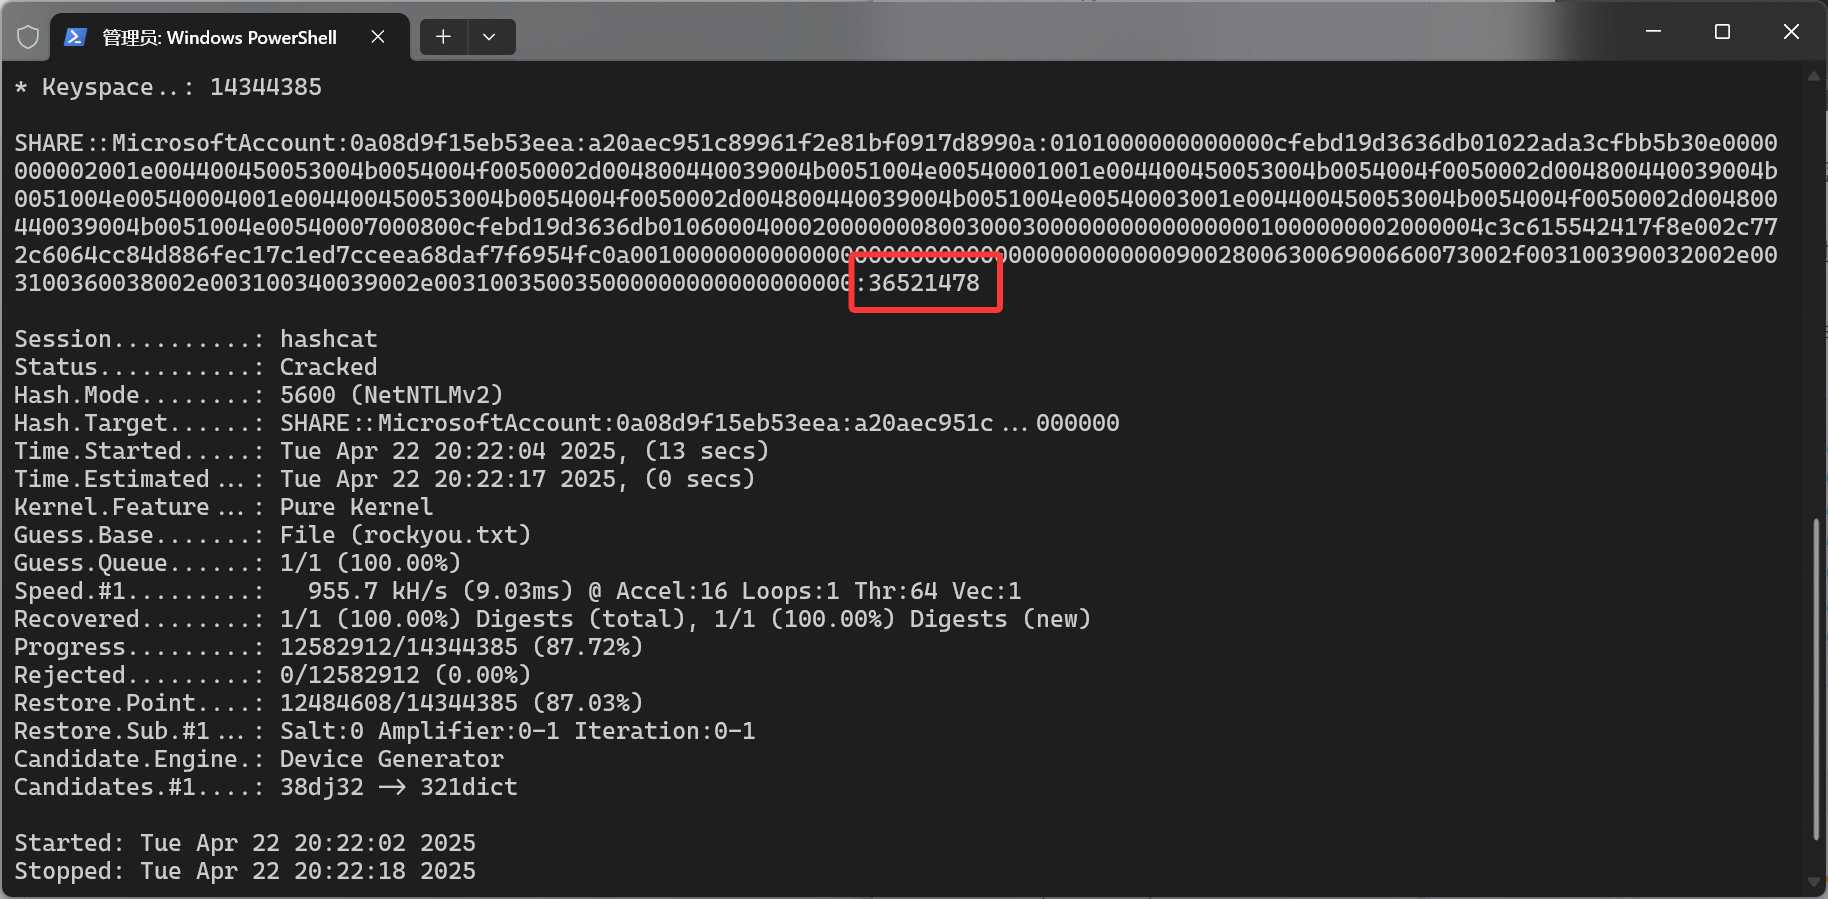 管理员: Windows PowerShell
* Keyspace..: 14344385
SHARE::MicrosoftAccount:0a08d9f15eb53eea:a20aec951c89961f2e81bf0917d8990a:0101000000000000cfebd19d3636db01022ada3cfbb5b30e0000
000002001e004400450053004b0054004f0050002d004800440039004b0051004e00540001001e004400450053004b0054004f0050002d004800440039004b
0051004e00540004001e004400450053004b0054004f0050002d004800440039004b0051004e00540003001e004400450053004b0054004f0050002d004800
440039004b0051004e00540007000800cfebd19d3636db01060004000200000008003000300000000000000001000000002000004c3c615542417f8e002c77
2c6064cc84d886fec17c1ed7cceea68daf7f6954fc0a001000000000000000000000000000000000000900280063006900660073002f003100390032002e00
3100360038002e003100340039002e003100350035000000000000000000:36521478
Session..........: hashcat
Status...........: Cracked
Hash.Mode........: 5600 (NetNTLMv2)
Hash.Target......: SHARE::MicrosoftAccount:0a08d9f15eb53eea:a20aec951c...000000
Time.Started.....: Tue Apr 22 20:22:04 2025, (13 secs)
Time.Estimated...: Tue Apr 22 20:22:17 2025, (0 secs)
Kernel.Feature...: Pure Kernel
Guess.Base.......: File (rockyou.txt)
Guess.Queue......: 1/1 (100.00%)
Speed.#1.........:   955.7 kH/s (9.03ms) @ Accel:16 Loops:1 Thr:64 Vec:1
Recovered........: 1/1 (100.00%) Digests (total), 1/1 (100.00%) Digests (new)
Progress.........: 12582912/14344385 (87.72%)
Rejected.........: 0/12582912 (0.00%)
Restore.Point....: 12484608/14344385 (87.03%)
Restore.Sub.#1...: Salt:0 Amplifier:0-1 Iteration:0-1
Candidate.Engine.: Device Generator
Candidates.#1....: 38dj32 -> 321dict
Started: Tue Apr 22 20:22:02 2025
Stopped: Tue Apr 22 20:22:18 2025